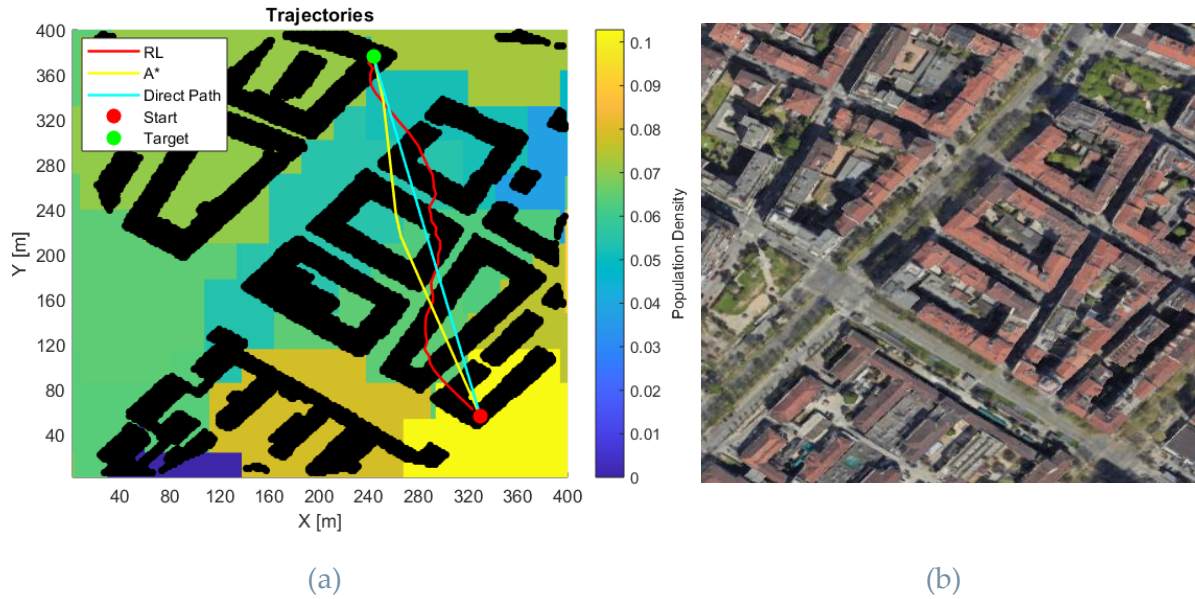 Trajectories
RL
A*
Direct Path
Start
Target
400
360
320
280
240
200
160
120
80
40
Y [m]
40 80 120 160 200 240 280 320 360 400
X [m]
0.1
0.09
0.08
0.07
0.06
0.05
0.04
0.03
0.02
0.01
0
Population Density
(a)
(b)